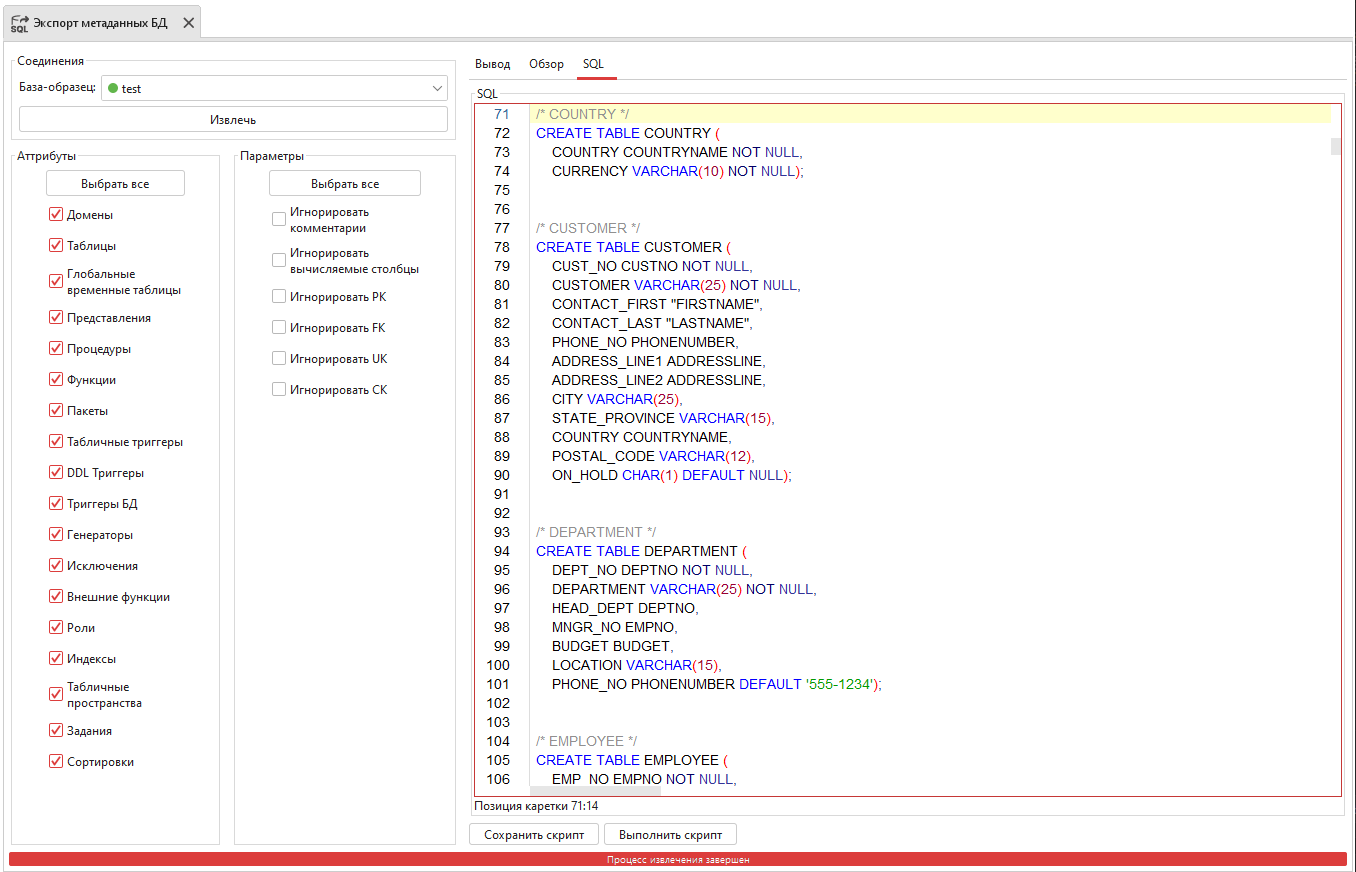 SQL
Экспорт метаданных БД
Соединения
База-образец:
test
Извлечь
Аттрибуты
Выбрать все
Домены
Таблицы
Глобальные
временные таблицы
Представления
Процедуры
Функции
Пакеты
Табличные триггеры
DDL Триггеры
Триггеры БД
Генераторы
Исключения
Внешние функции
Роли
Индексы
Табличные
пространства
Задания
Сортировки
Параметры
Выбрать все
Игнорировать
комментарии
Игнорировать
вычисляемые столбцы
Игнорировать PK
Игнорировать FK
Игнорировать UK
Игнорировать CK
Вывод Обзор SQL
SQL
71 /* COUNTRY */
72 CREATE TABLE COUNTRY (
73 COUNTRY COUNTRYNAME NOT NULL,
74 CURRENCY VARCHAR(10) NOT NULL);
75
76
77 /* CUSTOMER */
78 CREATE TABLE CUSTOMER (
79 CUST_NO CUSTNO NOT NULL,
80 CUSTOMER VARCHAR(25) NOT NULL,
81 CONTACT_FIRST "FIRSTNAME",
82 CONTACT_LAST "LASTNAME",
83 PHONE_NO PHONENUMBER,
84 ADDRESS_LINE1 ADDRESSLINE,
85 ADDRESS_LINE2 ADDRESSLINE,
86 CITY VARCHAR(25),
87 STATE_PROVINCE VARCHAR(15),
88 COUNTRY COUNTRYNAME,
89 POSTAL_CODE VARCHAR(12),
90 ON_HOLD CHAR(1) DEFAULT NULL);
91
92
93 /* DEPARTMENT */
94 CREATE TABLE DEPARTMENT (
95 DEPT_NO DEPTNO NOT NULL,
96 DEPARTMENT VARCHAR(25) NOT NULL,
97 HEAD_DEPT DEPTNO,
98 MNGR_NO EMPNO,
99 BUDGET BUDGET,
100 LOCATION VARCHAR(15),
101 PHONE_NO PHONENUMBER DEFAULT '555-1234');
102
103
104 /* EMPLOYEE */
105 CREATE TABLE EMPLOYEE (
106 EMP_NO EMPNO NOT NULL,
Позиция каретки 71:14
Сохранить скрипт Выполнить скрипт
Процесс извлечения завершен